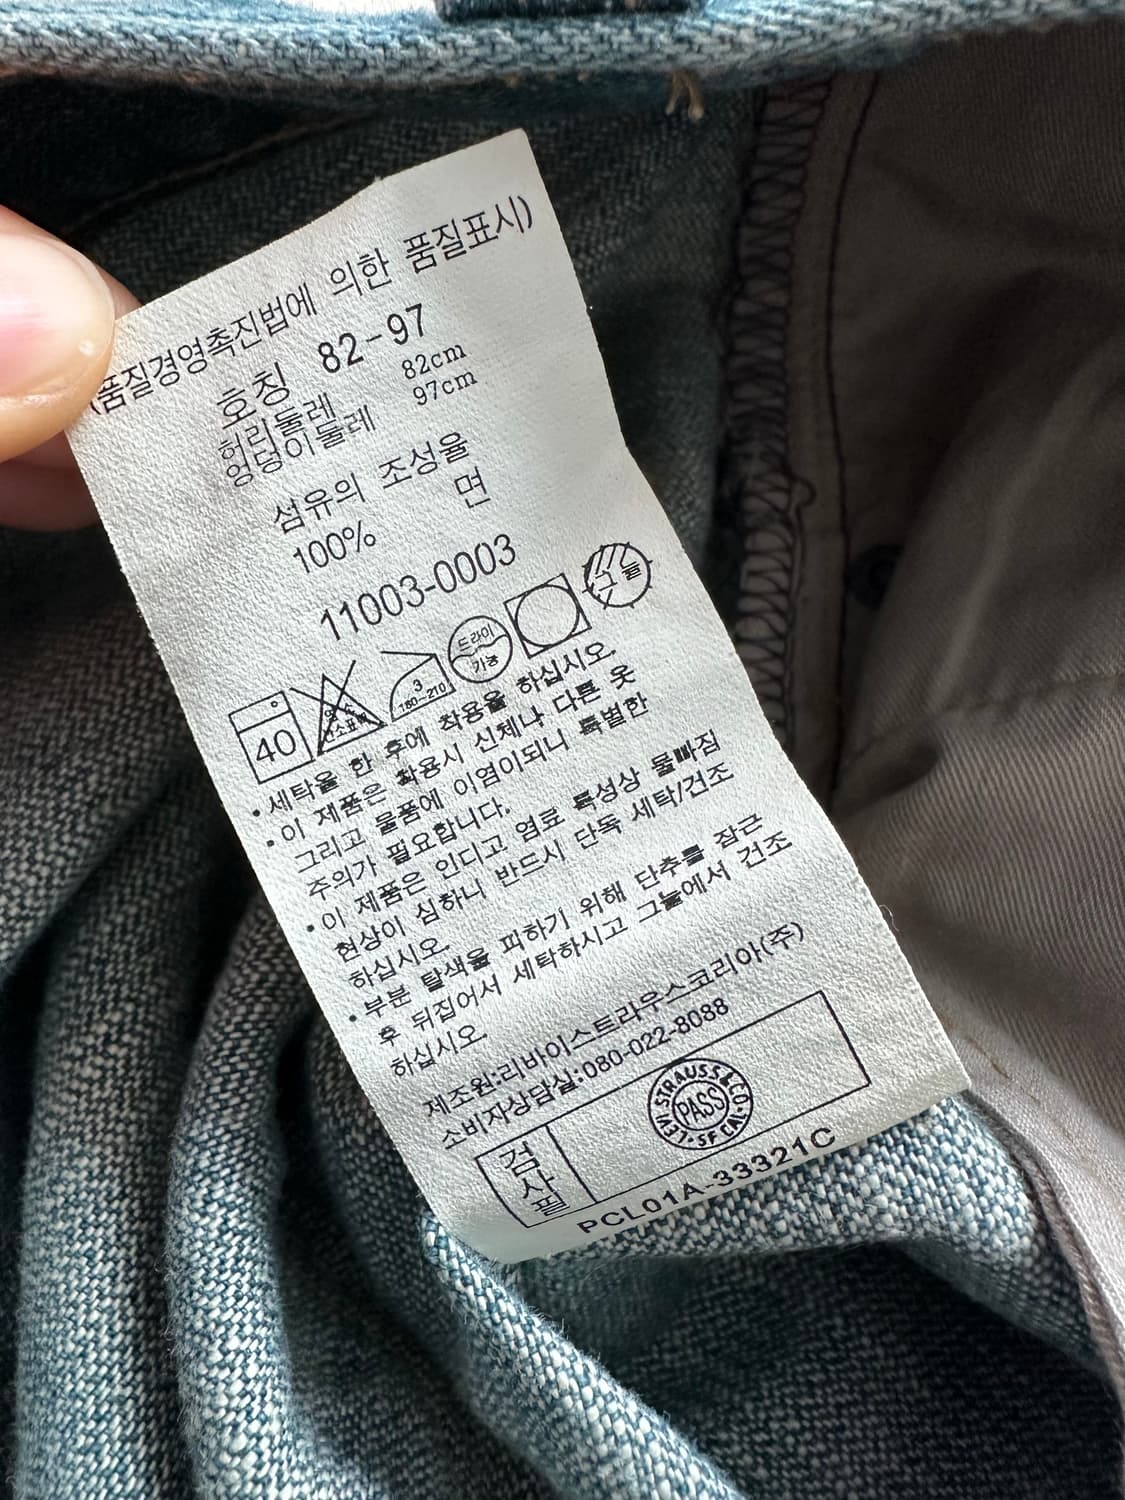 (품질경영촉진법에 의한 품질표시)
호칭 82-97
허리둘레 82cm
엉덩이둘레 97cm
섬유의 조성율
100% 면
11003-0003
40
염소표백
3
180~210
드라이
가능
그늘
•세탁을 한 후에 착용을 하십시오.
•이 제품은 착용시 신체나 다른 옷
그리고 물품에 이염이되니 특별한
주의가 필요합니다.
•이 제품은 인디고 염료 특성상 물빠짐
현상이 심하니 반드시 단독 세탁/건조
하십시오.
•부분 탈색을 피하기 위해 단추를 잠근
후 뒤집어서 세탁하시고 그늘에서 건조
하십시오.
제조원:리바이스트라우스코리아(주)
소비자상담실:080-022-8088
검사필
LEVI STRAUSS & CO. SF CAL
PASS
PCL01A-33321C